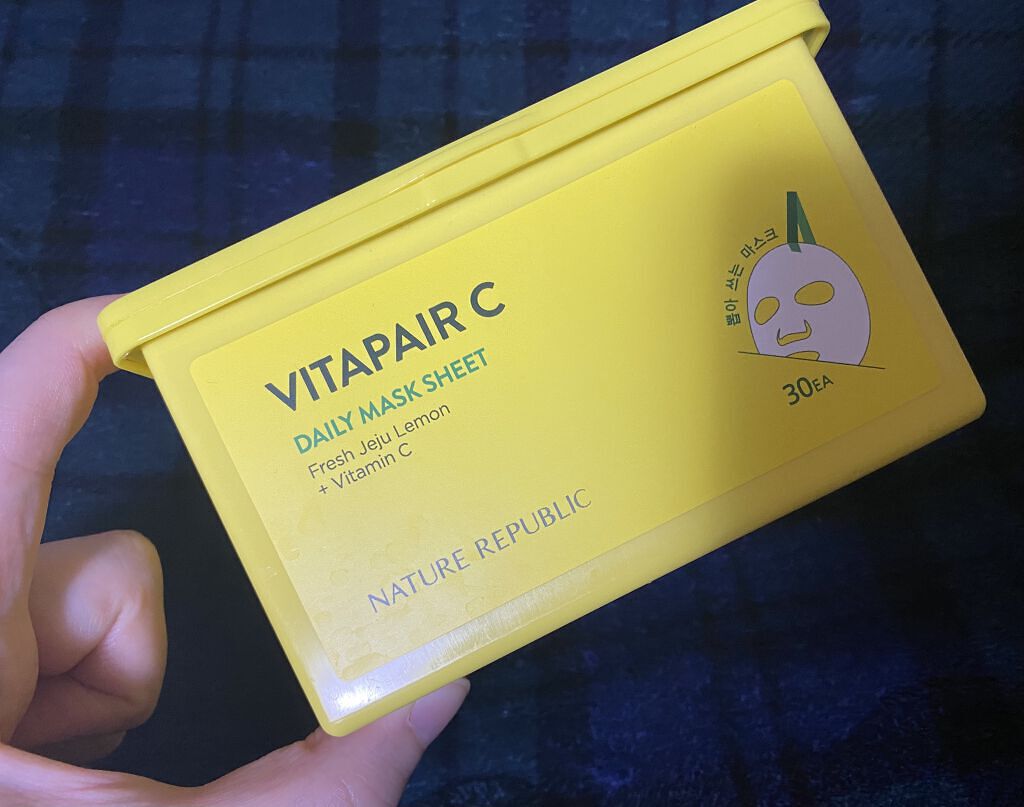 VITAPAIR C
DAILY MASK SHEET
Fresh Jeju Lemon
+ Vitamin C
NATURE REPUBLIC
뽑아 쓰는 마스크
30EA